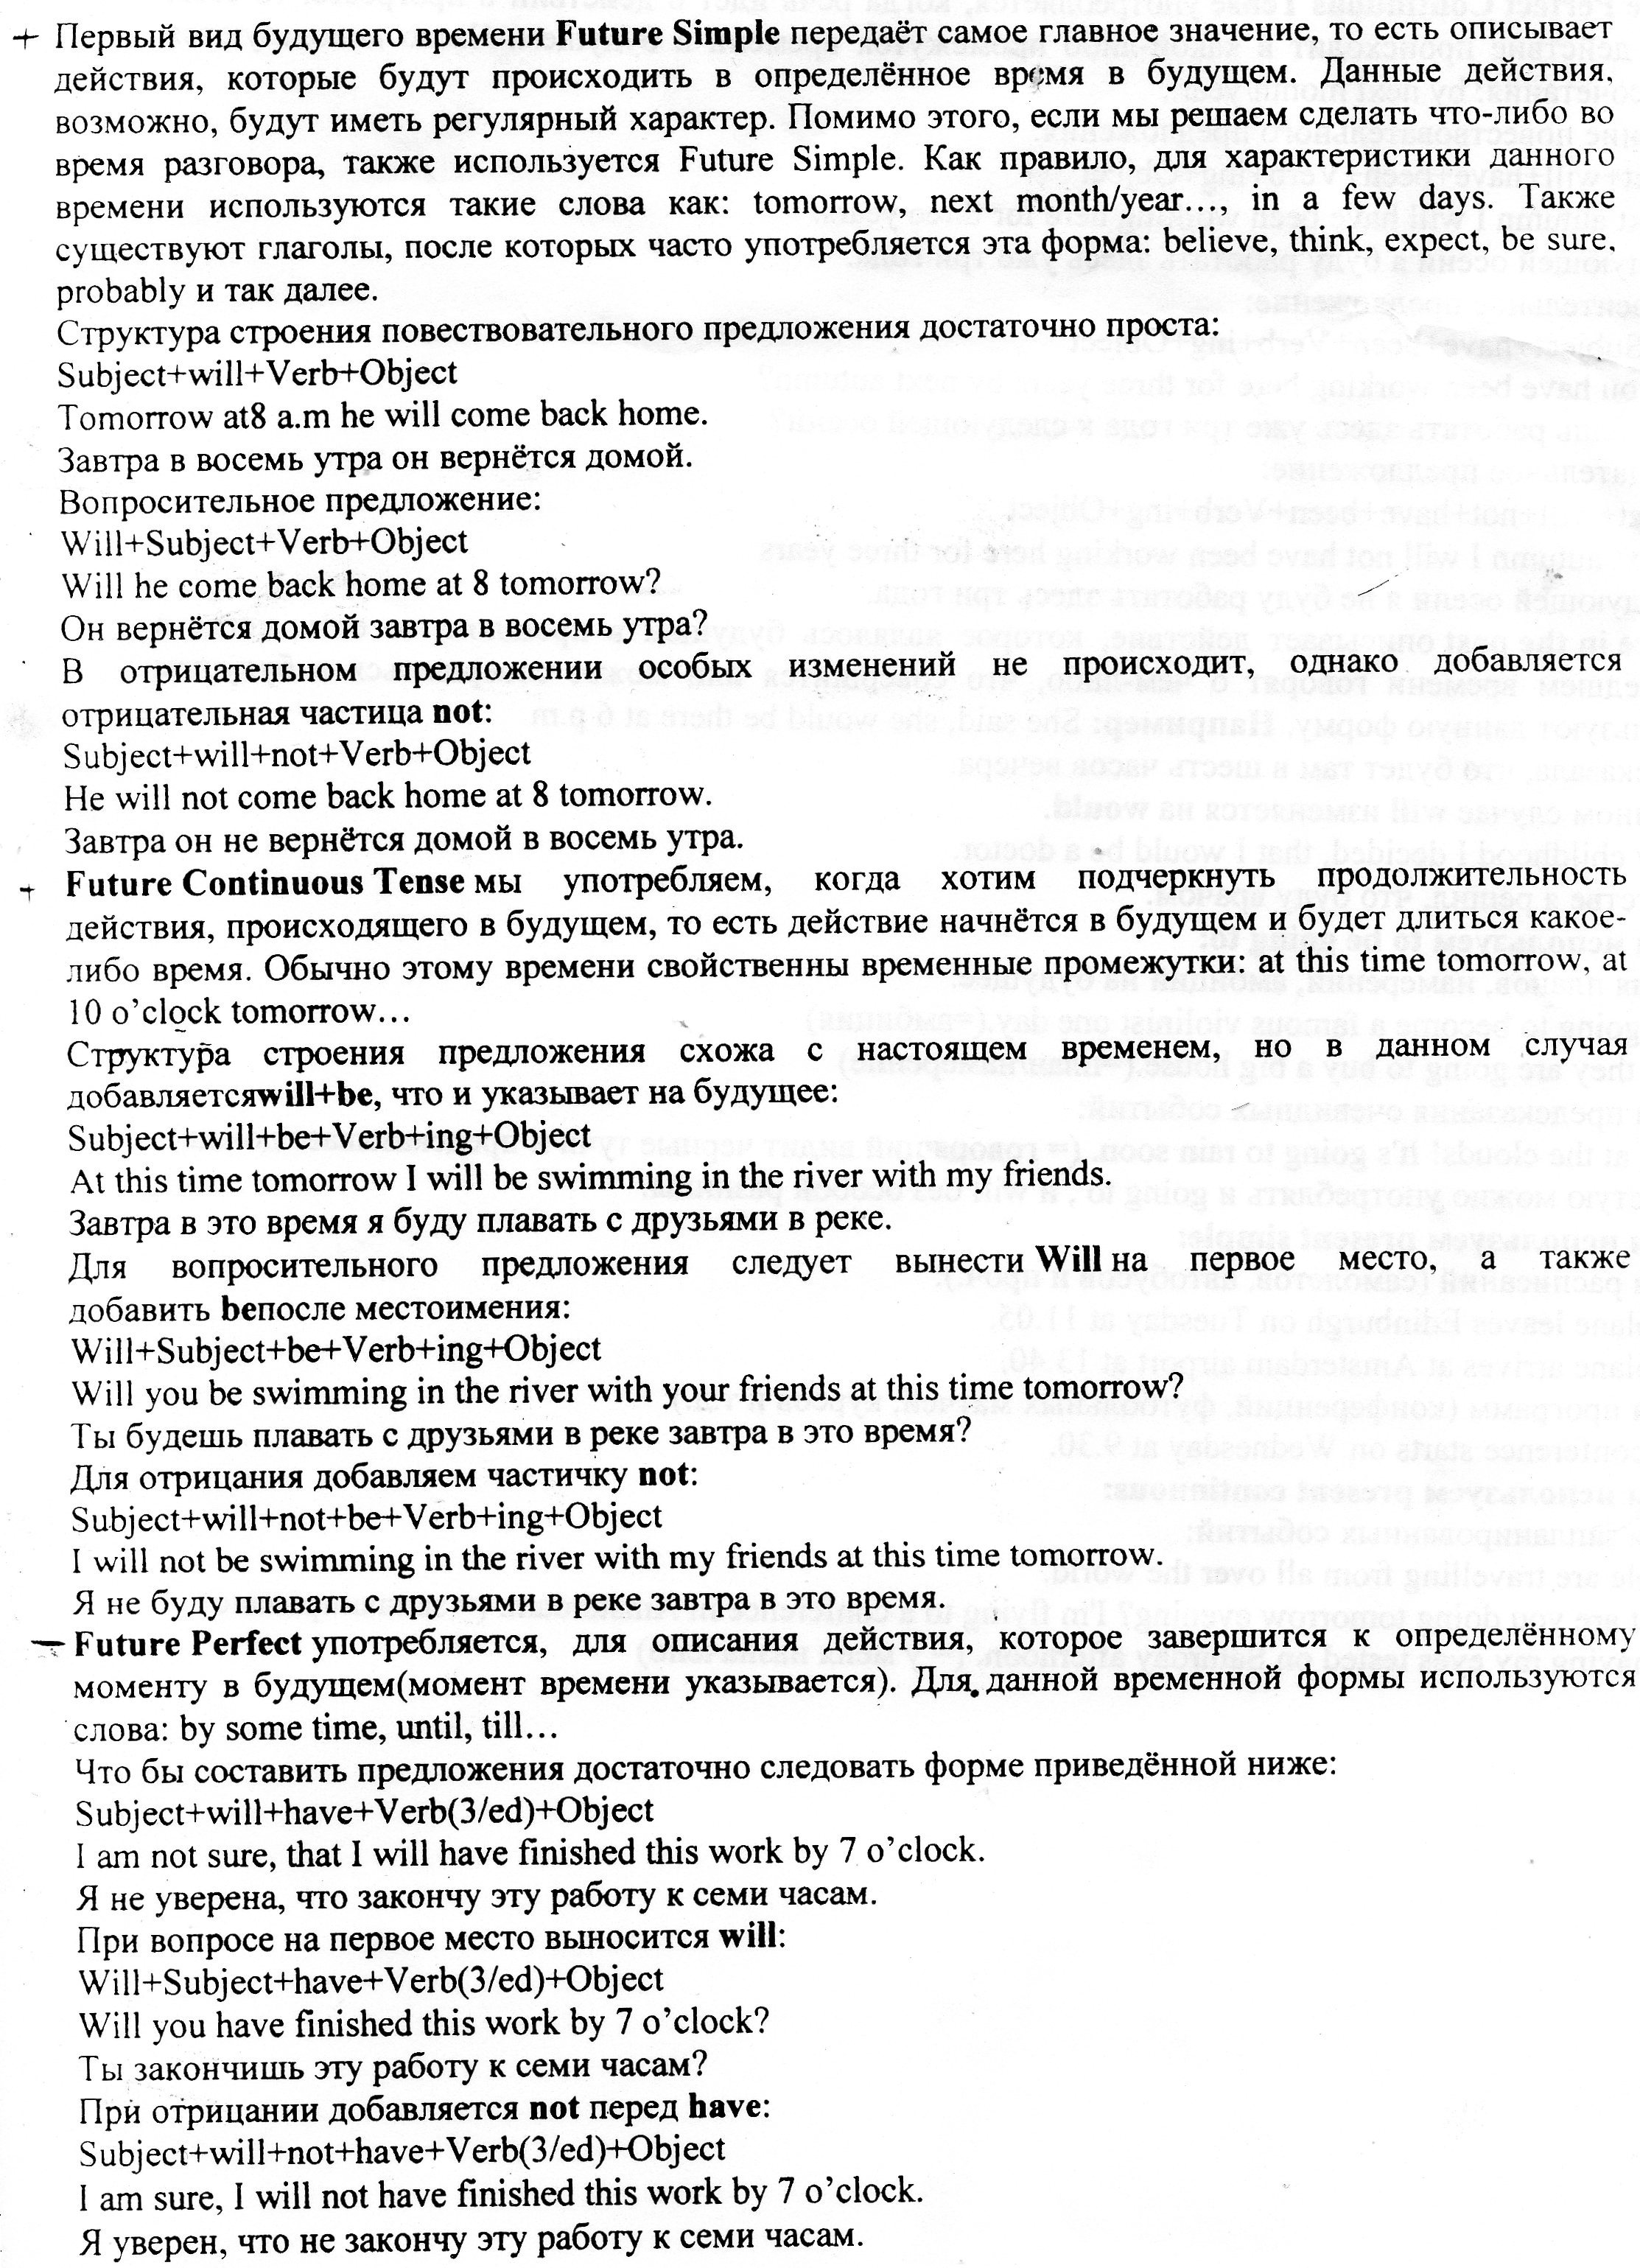 Первый вид будущего времени Future Simple передаёт самое главное значение, то есть описывает
действия, которые будут происходить в определённое время в будущем. Данные действия,
возможно, будут иметь регулярный характер. Помимо этого, если мы решаем сделать что-либо во
время разговора, также используется Future Simple. Как правило, для характеристики данного
времени используются такие слова как: tomorrow, next month/year…, in a few days. Также
существуют глаголы, после которых часто употребляется эта форма: believe, think, expect, be sure,
probably и так далее.
Структура строения повествовательного предложения достаточно проста:
Subject+will+Verb+Object
Tomorrow at8 a.m he will come back home.
Завтра в восемь утра он вернётся домой.
Вопросительное предложение:
Will+Subject+Verb+Object
Will he come back home at 8 tomorrow?
Он вернётся домой завтра в восемь утра?
В отрицательном предложении особых изменений не происходит, однако добавляется
отрицательная частица not:
Subject+will+not+Verb+Object
He will not come back home at 8 tomorrow.
Завтра он не вернётся домой в восемь утра.
Future Continuous Tense мы употребляем, когда хотим подчеркнуть продолжительность
действия, происходящего в будущем, то есть действие начнётся в будущем и будет длиться какое-
либо время. Обычно этому времени свойственны временные промежутки: at this time tomorrow, at
10 o’clock tomorrow…
Структура строения предложения схожа с настоящем временем, но в данном случая
добавляетсяwill+be, что и указывает на будущее:
Subject+will+be+Verb+ing+Object
At this time tomorrow I will be swimming in the river with my friends.
Завтра в это время я буду плавать с друзьями в реке.
Для вопросительного предложения следует вынести Will на первое место, а также
добавить beпосле местоимения:
Will+Subject+be+Verb+ing+Object
Will you be swimming in the river with your friends at this time tomorrow?
Ты будешь плавать с друзьями в реке завтра в это время?
Для отрицания добавляем частичку not:
Subject+will+not+be+Verb+ing+Object
I will not be swimming in the river with my friends at this time tomorrow.
Я не буду плавать с друзьями в реке завтра в это время.
Future Perfect употребляется, для описания действия, которое завершится к определённому
моменту в будущем(момент времени указывается). Для данной временной формы используются
слова: by some time, until, till…
Что бы составить предложения достаточно следовать форме приведённой ниже:
Subject+will+have+Verb(3/ed)+Object
I am not sure, that I will have finished this work by 7 o’clock.
Я не уверена, что закончу эту работу к семи часам.
При вопросе на первое место выносится will:
Will+Subject+have+Verb(3/ed)+Object
Will you have finished this work by 7 o’clock?
Ты закончишь эту работу к семи часам?
При отрицании добавляется not перед have:
Subject+will+not+have+Verb(3/ed)+Object
I am sure, I will not have finished this work by 7 o’clock.
Я уверен, что не закончу эту работу к семи часам.